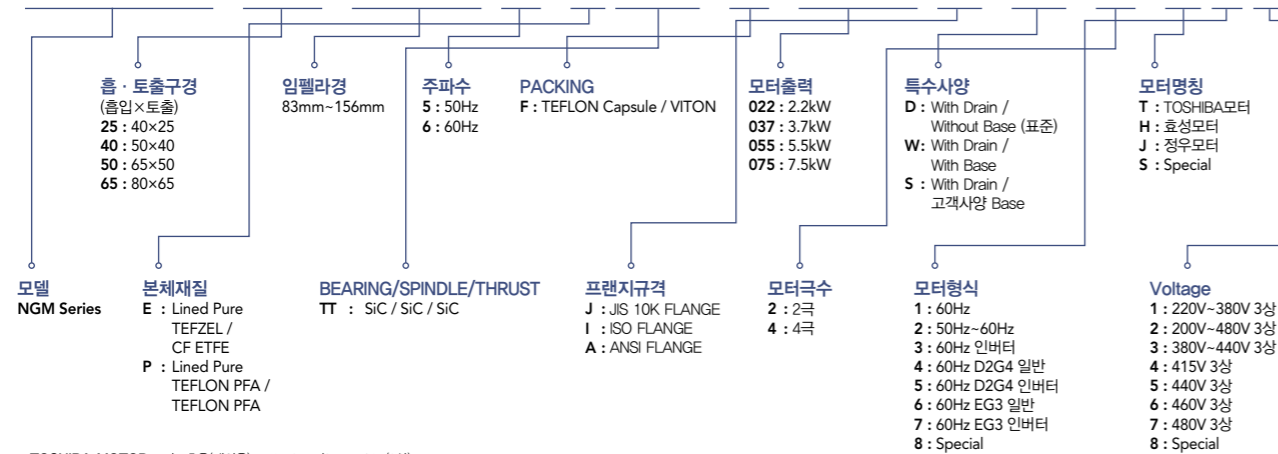 흡 · 토출구경
(흡입×토출)
25 : 40×25
40 : 50×40
50 : 65×50
65 : 80×65
임펠라경
83mm~156mm
주파수
5 : 50Hz
6 : 60Hz
PACKING
F : TEFLON Capsule / VITON
모터출력
022 : 2.2kW
037 : 3.7kW
055 : 5.5kW
075 : 7.5kW
특수사양
D : With Drain /
Without Base (표준)
W : With Drain /
With Base
S : With Drain /
고객사양 Base
모터명칭
T : TOSHIBA모터
H : 효성모터
J : 정우모터
S : Special
모델
NGM Series
본체재질
E : Lined Pure
TEFZEL /
CF ETFE
P : Lined Pure
TEFLON PFA /
TEFLON PFA
BEARING/SPINDLE/THRUST
TT : SiC / SiC / SiC
프랜지규격
J : JIS 10K FLANGE
I : ISO FLANGE
A : ANSI FLANGE
모터극수
2 : 2극
4 : 4극
모터형식
1 : 60Hz
2 : 50Hz~60Hz
3 : 60Hz 인버터
4 : 60Hz D2G4 일반
5 : 60Hz D2G4 인버터
6 : 60Hz EG3 일반
7 : 60Hz EG3 인버터
8 : Special
Voltage
1 : 220V~380V 3상
2 : 200V~480V 3상
3 : 380V~440V 3상
4 : 415V 3상
5 : 440V 3상
6 : 460V 3상
7 : 480V 3상
8 : Special